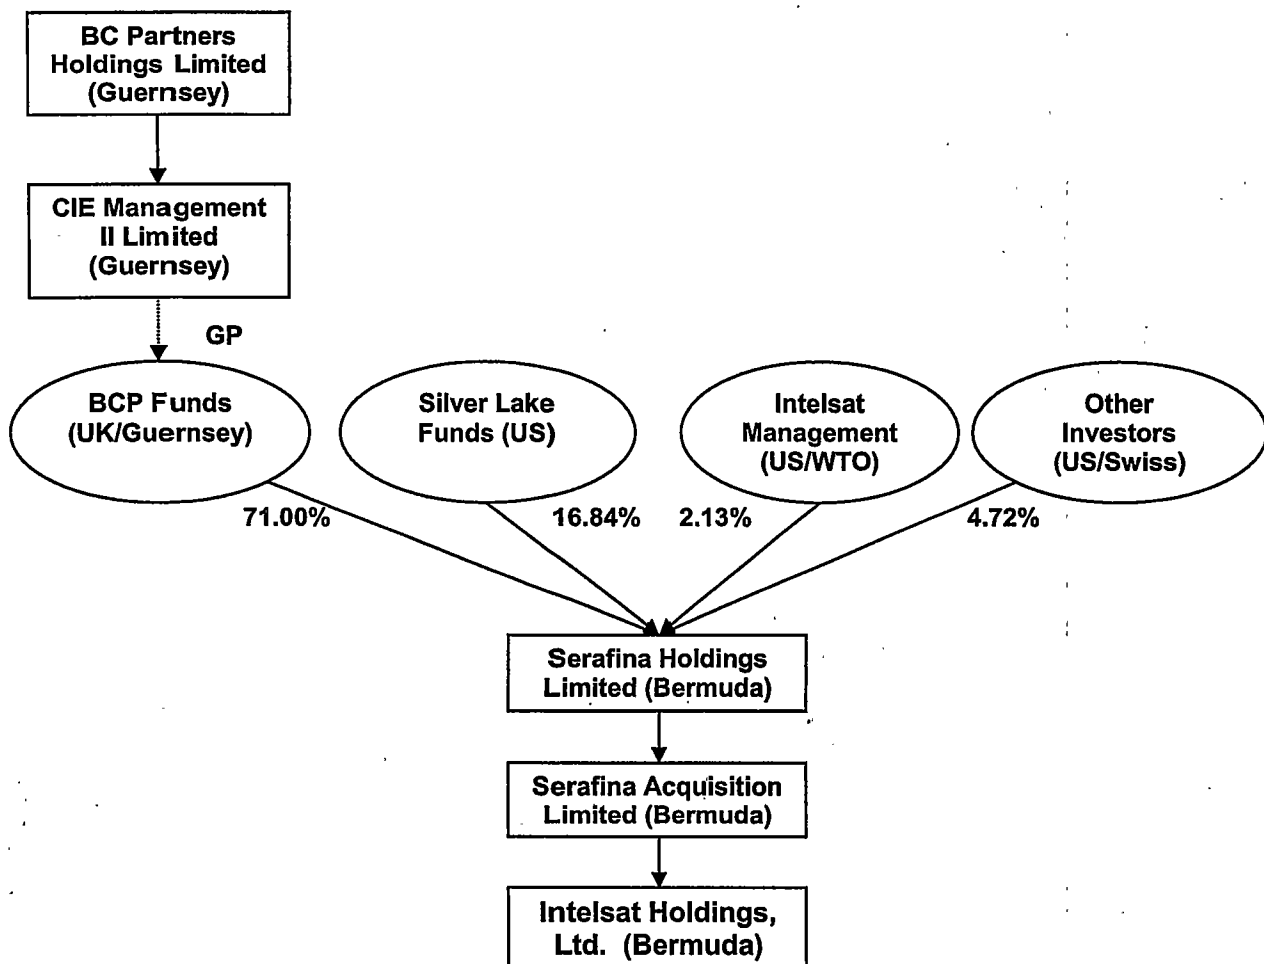 BC Partners
Holdings Limited
(Guernsey)
CIE Management
II Limited
(Guernsey)
GP
BCP Funds
(UK/Guernsey)
Silver Lake
Funds (US)
Intelsat
Management
(US/WTO)
Other
Investors
(US/Swiss)
71.00%
16.84%
2.13%
4.72%
Serafina Holdings
Limited (Bermuda)
Serafina Acquisition
Limited (Bermuda)
Intelsat Holdings,
Ltd. (Bermuda)